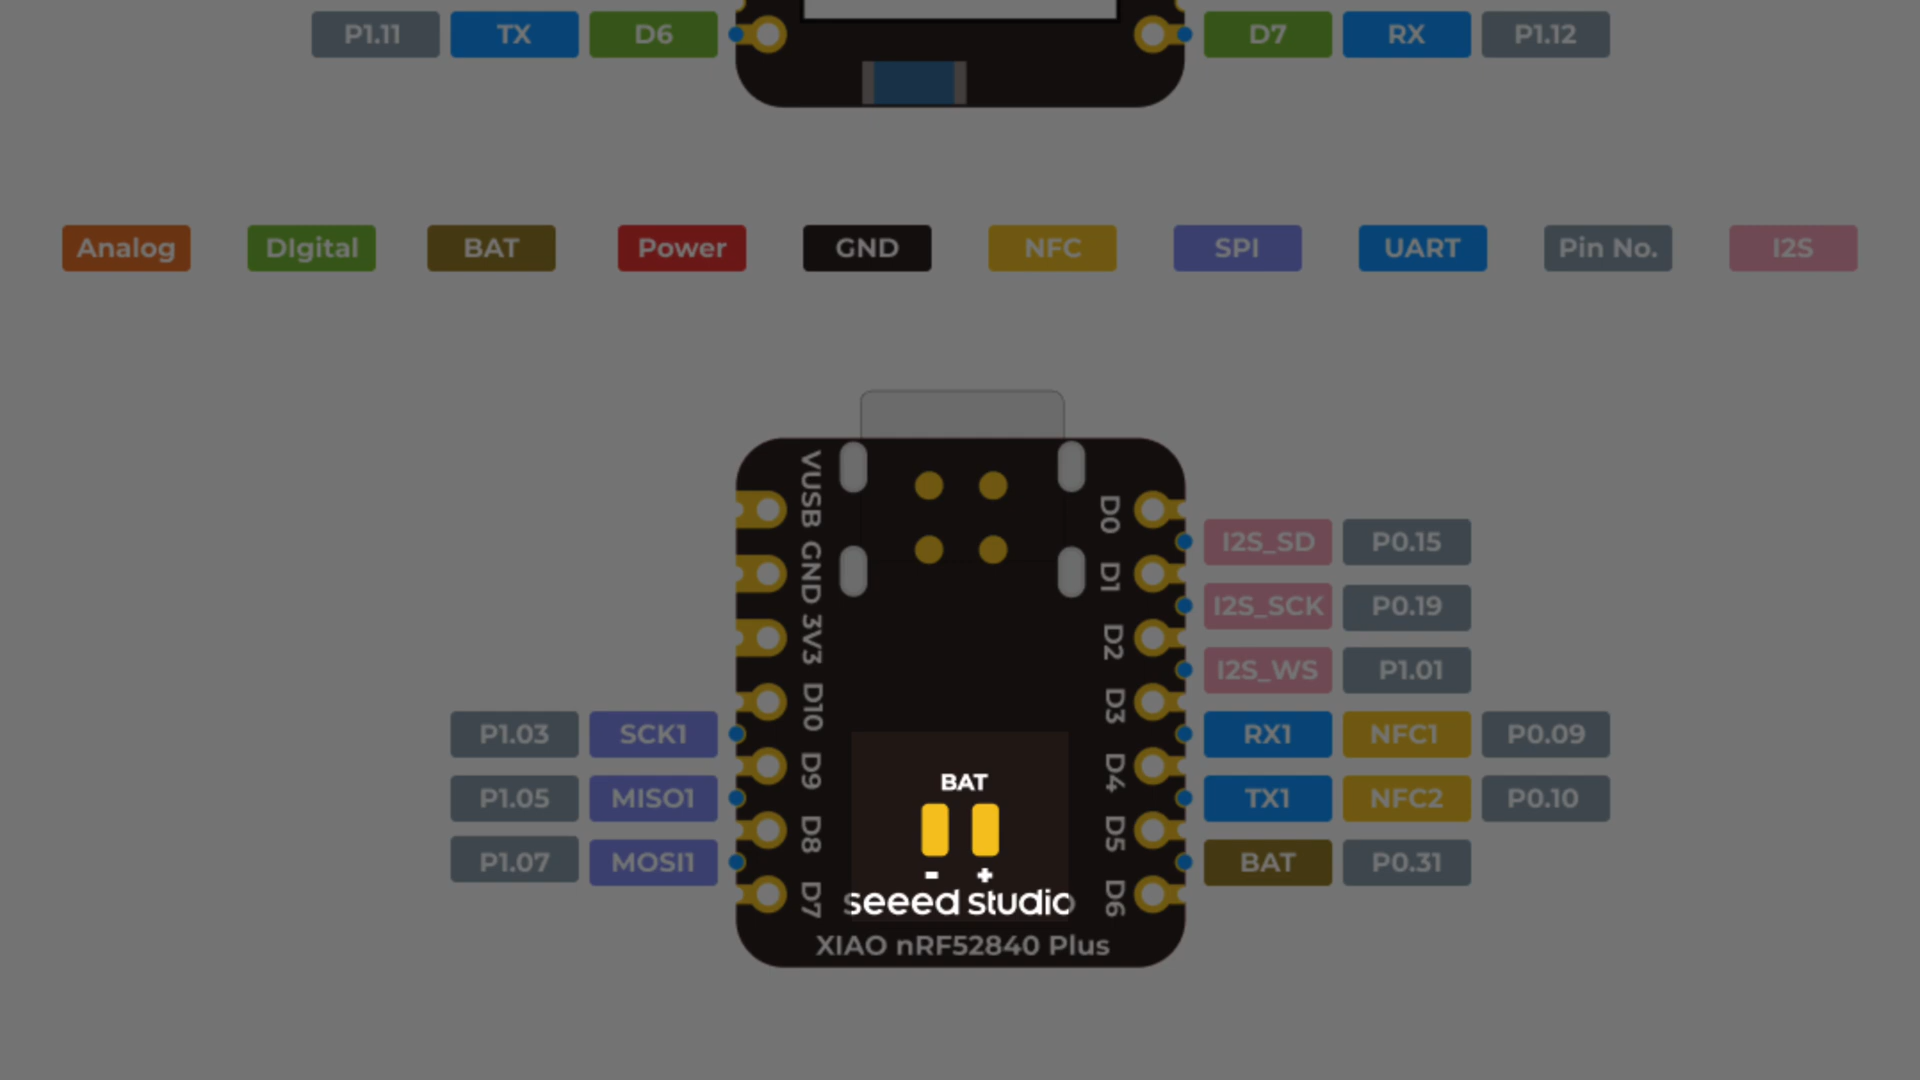 P1.11 TX D6 D7 RX P1.12
Analog DIgital BAT Power GND NFC SPI UART Pin No. I2S
VUSB
GND
3V3
D10
D9
D8
D7
D0
D1
D2
D3
D4
D5
D6
I2S_SD P0.15
I2S_SCK P0.19
I2S_WS P1.01
P1.03 SCK1
RX1 NFC1 P0.09
P1.05 MISO1
TX1 NFC2 P0.10
P1.07 MOSI1
BAT P0.31
BAT
- +
seeed studio
XIAO nRF52840 Plus